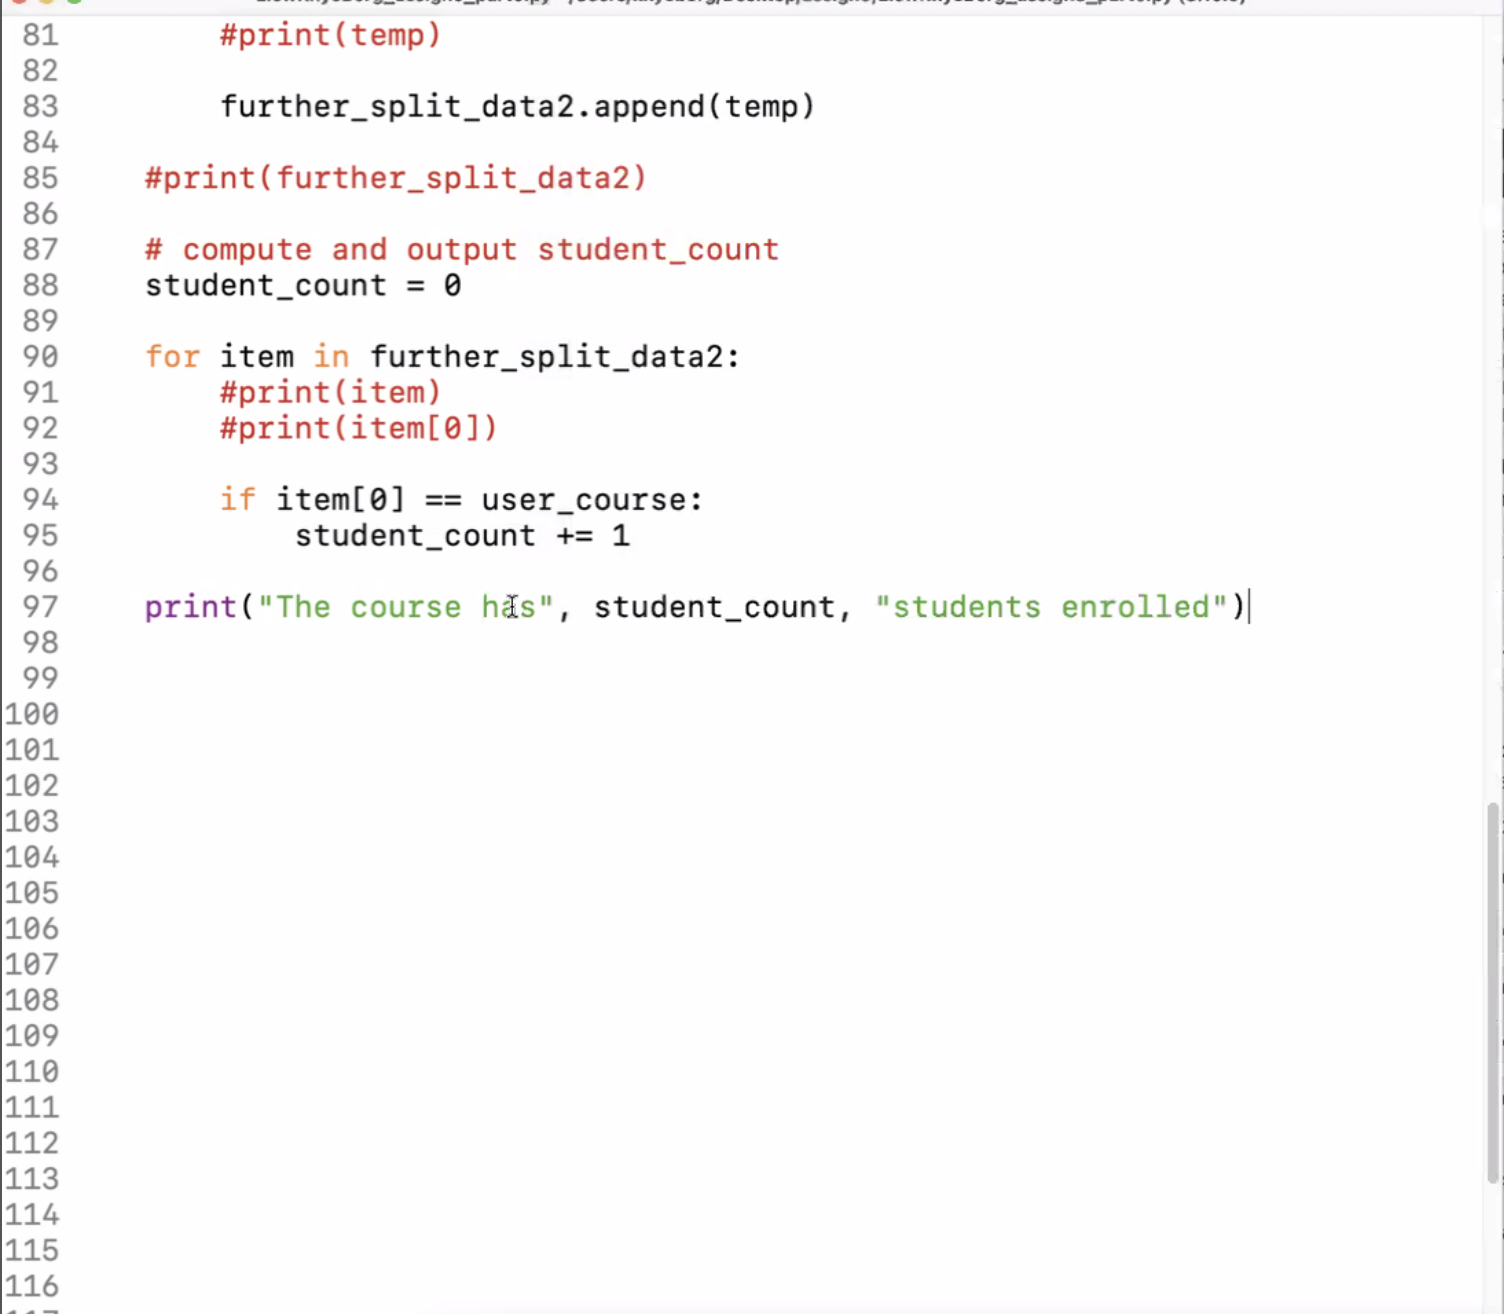 81 #print(temp)
82
83 further_split_data2.append(temp)
84
85 #print(further_split_data2)
86
87 # compute and output student_count
88 student_count = 0
89
90 for item in further_split_data2:
91 #print(item)
92 #print(item[0])
93
94 if item[0] == user_course:
95 student_count += 1
96
97 print("The course has", student_count, "students enrolled")
98
99
100
101
102
103
104
105
106
107
108
109
110
111
112
113
114
115
116